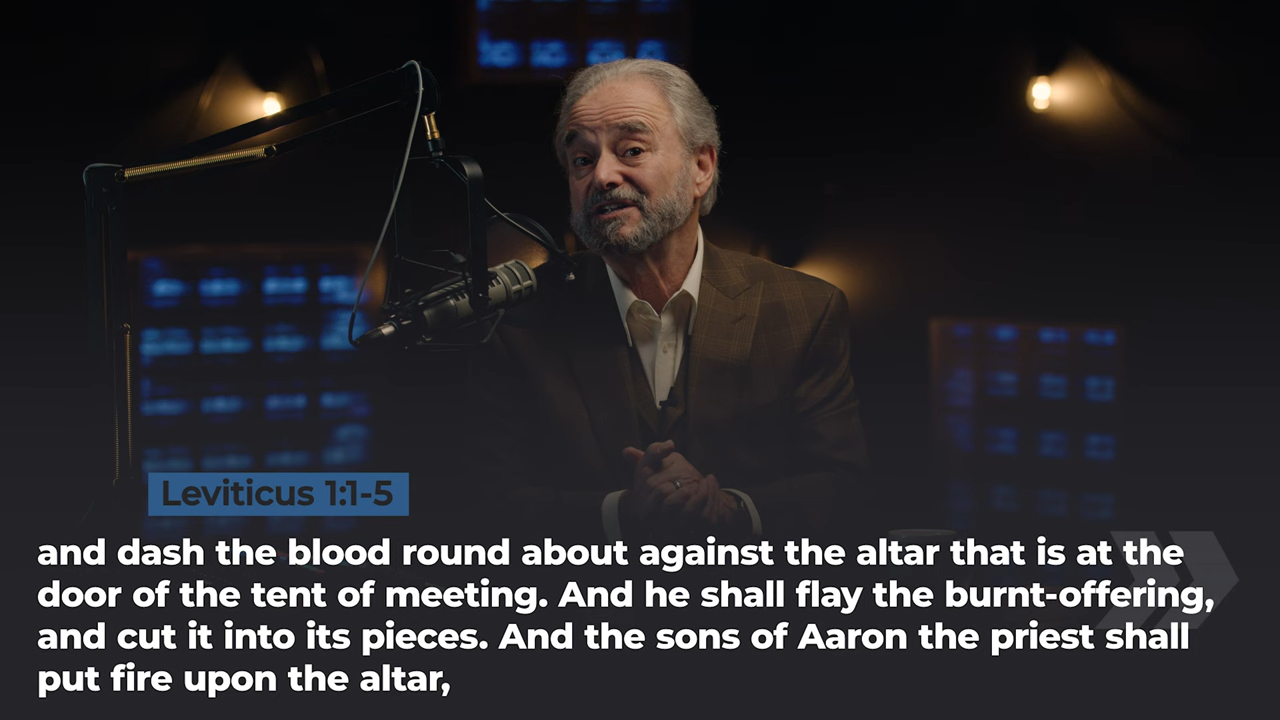 Leviticus 1:1-5
and dash the blood round about against the altar that is at the
door of the tent of meeting. And he shall flay the burnt-offering,
and cut it into its pieces. And the sons of Aaron the priest shall
put fire upon the altar,